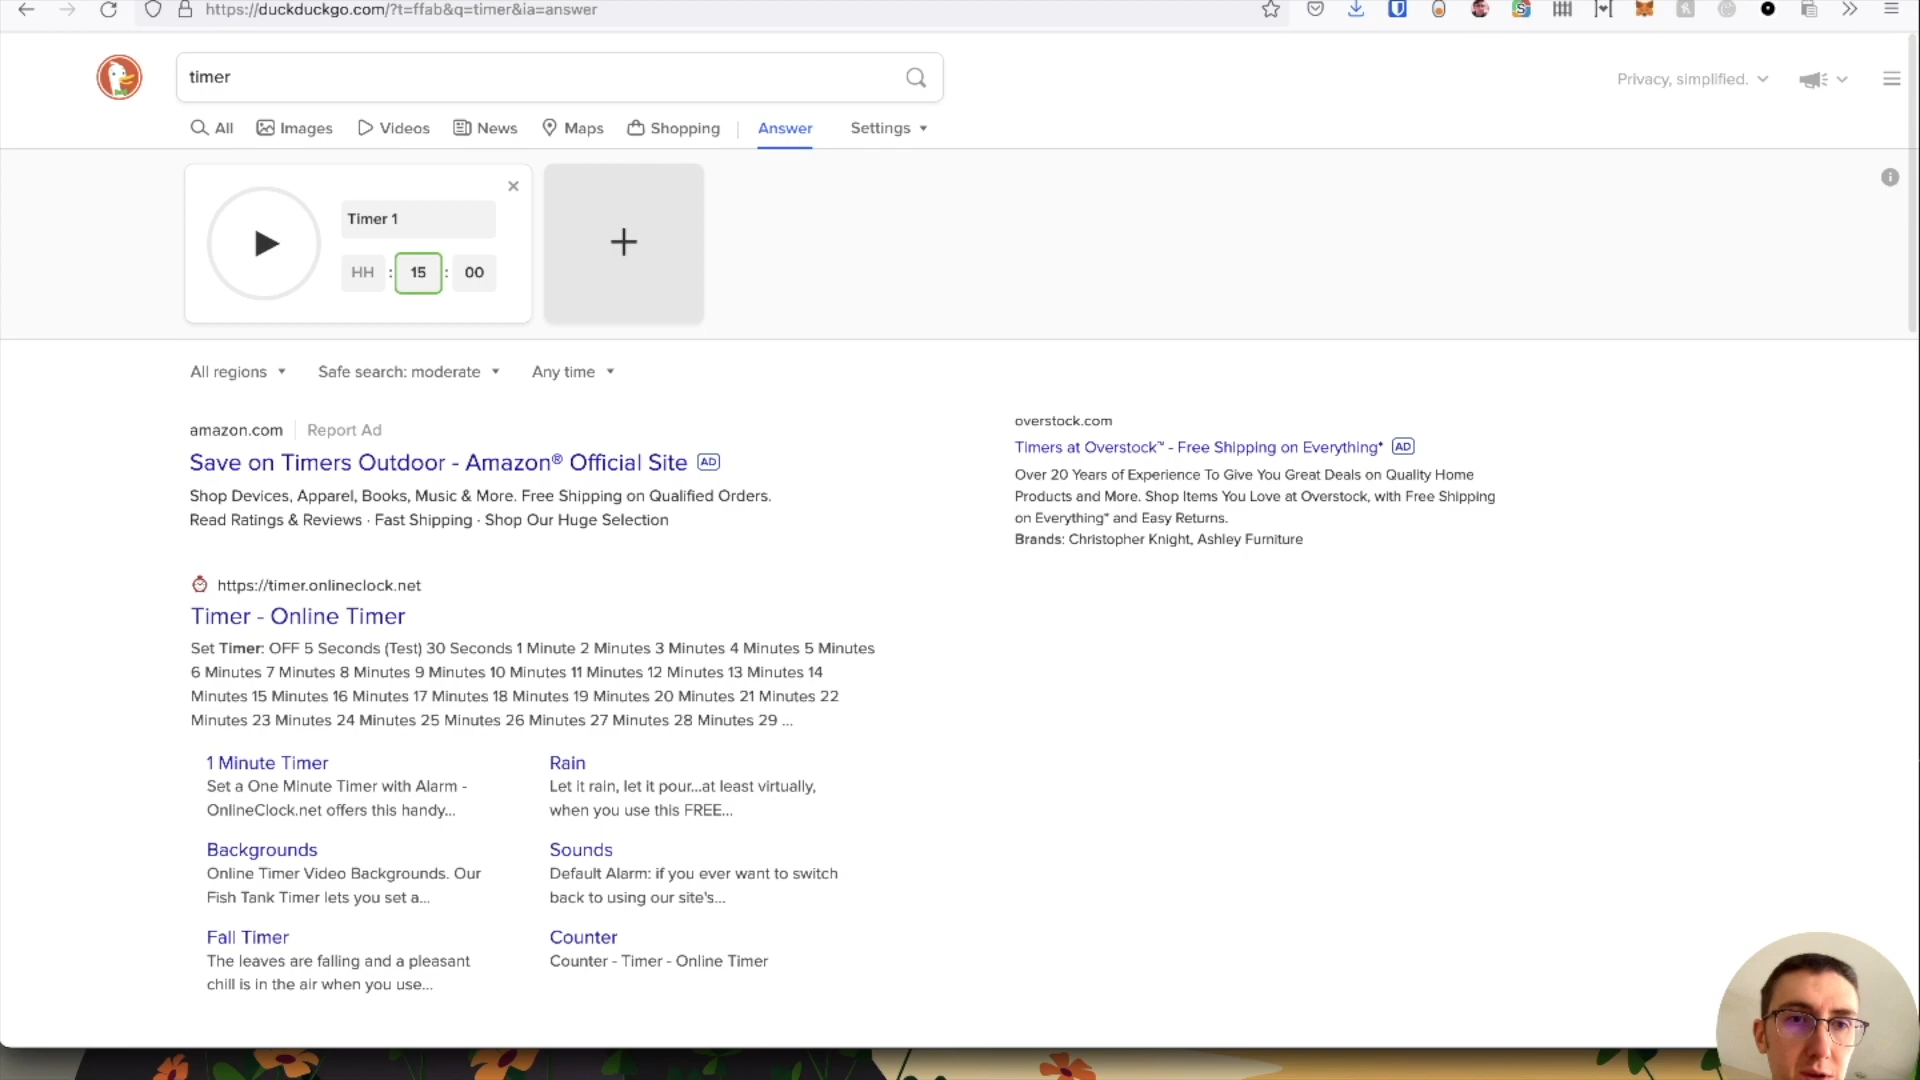 https://duckduckgo.com/?t=ffab&q=timer&ia=answer
timer
Privacy, simplified.
All
Images
Videos
News
Maps
Shopping
Answer
Settings
Timer 1
HH : 15 : 00
All regions
Safe search: moderate
Any time
amazon.com
Report Ad
Save on Timers Outdoor - Amazon® Official Site AD
Shop Devices, Apparel, Books, Music & More. Free Shipping on Qualified Orders.
Read Ratings & Reviews · Fast Shipping · Shop Our Huge Selection
overstock.com
Timers at Overstock™ - Free Shipping on Everything* AD
Over 20 Years of Experience To Give You Great Deals on Quality Home
Products and More. Shop Items You Love at Overstock, with Free Shipping
on Everything* and Easy Returns.
Brands: Christopher Knight, Ashley Furniture
https://timer.onlineclock.net
Timer - Online Timer
Set Timer: OFF 5 Seconds (Test) 30 Seconds 1 Minute 2 Minutes 3 Minutes 4 Minutes 5 Minutes
6 Minutes 7 Minutes 8 Minutes 9 Minutes 10 Minutes 11 Minutes 12 Minutes 13 Minutes 14
Minutes 15 Minutes 16 Minutes 17 Minutes 18 Minutes 19 Minutes 20 Minutes 21 Minutes 22
Minutes 23 Minutes 24 Minutes 25 Minutes 26 Minutes 27 Minutes 28 Minutes 29 ...
1 Minute Timer
Set a One Minute Timer with Alarm -
OnlineClock.net offers this handy...
Rain
Let it rain, let it pour...at least virtually,
when you use this FREE...
Backgrounds
Online Timer Video Backgrounds. Our
Fish Tank Timer lets you set a...
Sounds
Default Alarm: if you ever want to switch
back to using our site's...
Fall Timer
The leaves are falling and a pleasant
chill is in the air when you use...
Counter
Counter - Timer - Online Timer